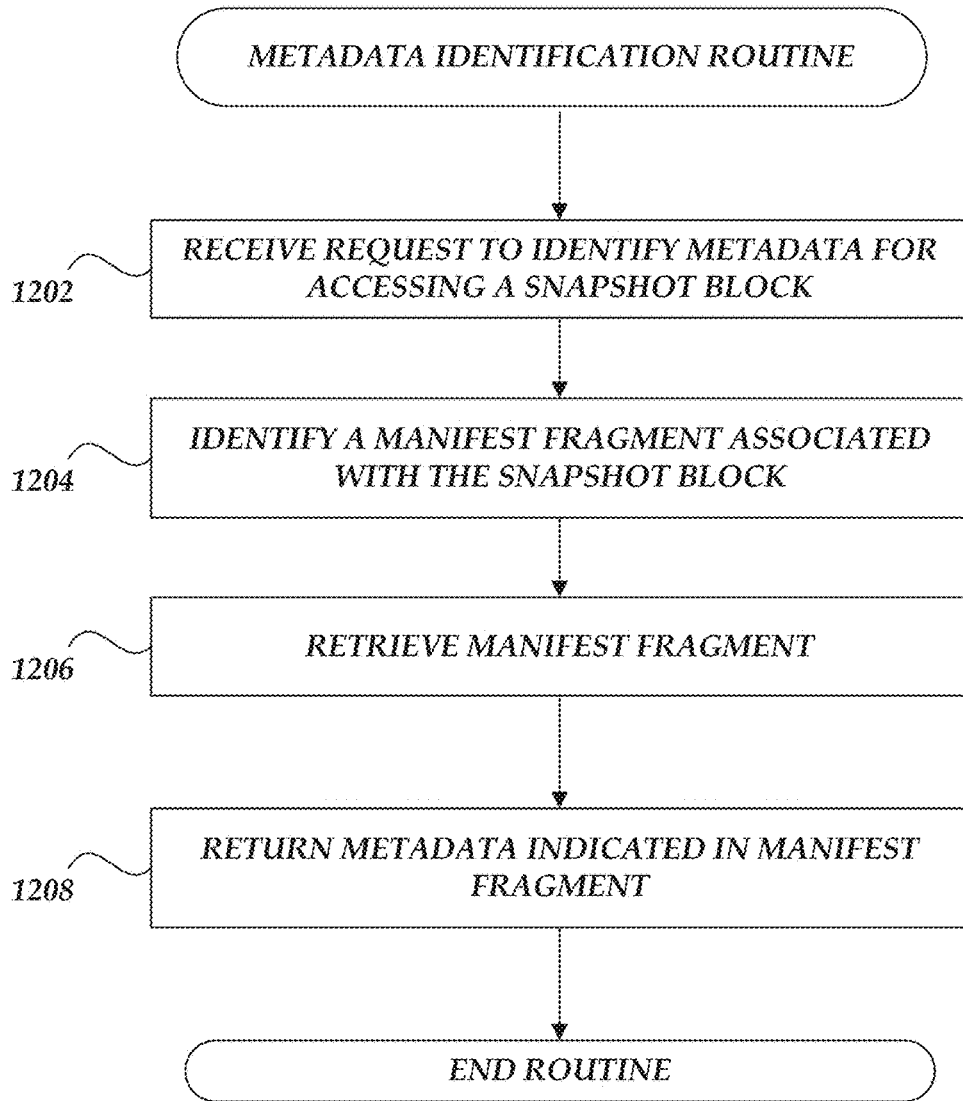 METADATA IDENTIFICATION ROUTINE
RECEIVE REQUEST TO IDENTIFY METADATA FOR
ACCESSING A SNAPSHOT BLOCK
1202
IDENTIFY A MANIFEST FRAGMENT ASSOCIATED
WITH THE SNAPSHOT BLOCK
1204
RETRIEVE MANIFEST FRAGMENT
1206
RETURN METADATA INDICATED IN MANIFEST
FRAGMENT
1208
END ROUTINE